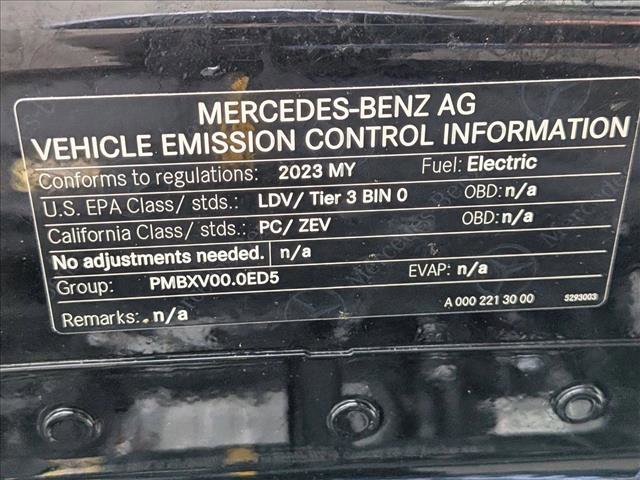 MERCEDES-BENZ AG
VEHICLE EMISSION CONTROL INFORMATION
Conforms to regulations: 2023 MY Fuel: Electric
U.S. EPA Class/ stds.: LDV/ Tier 3 BIN 0 OBD: n/a
California Class/ stds.: PC/ ZEV OBD: n/a
No adjustments needed. n/a
Group: PMBXV00.0ED5 EVAP: n/a
Remarks: n/a A 000 221 30 00 5293003